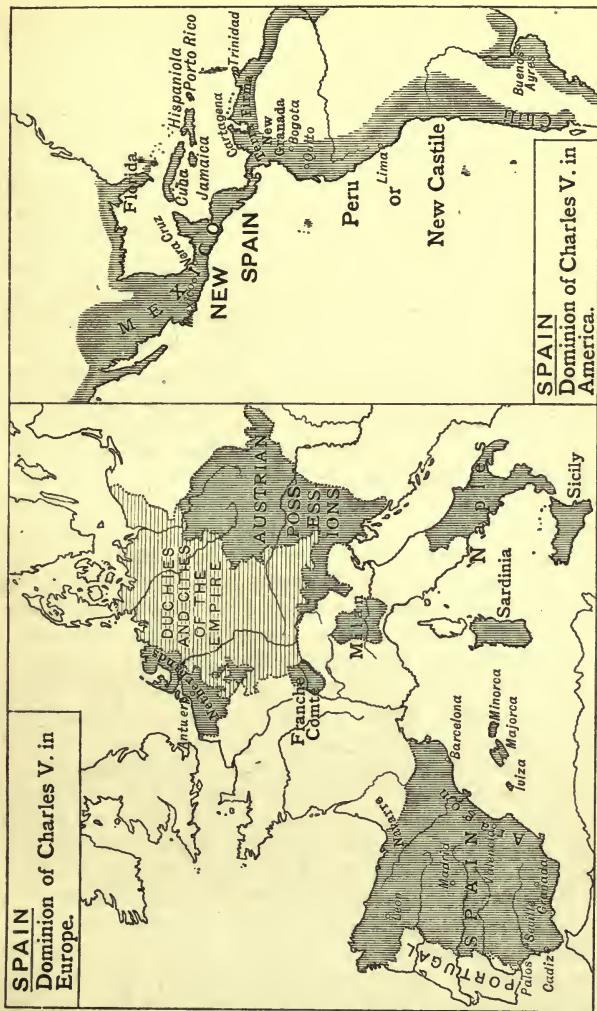 SPAIN
Dominion of Charles V. in
Europe.
DUCHIES
AND CITIES
OF THE
EMPIRE
AUSTRIAN
POSS
ESS
IONS
Antwerp
Franche
Comté
Milan
Naples
Sardinia
Sicily
Navarre
Leon
Barcelona
Madrid
SPAIN
PORTUGAL
Minorca
Majorca
Iviza
Seville
Granada
Palos
Cadiz
SPAIN
Dominion of Charles V. in
America.
Florida
MEXICO
Vera Cruz
NEW
SPAIN
Cuba
Jamaica
Hispaniola
Porto Rico
Trinidad
Cartagena
Tierra Firma
New
Granada
Bogota
Quito
Peru
Lima
or
New Castile
CHILI
Buenos
Ayres